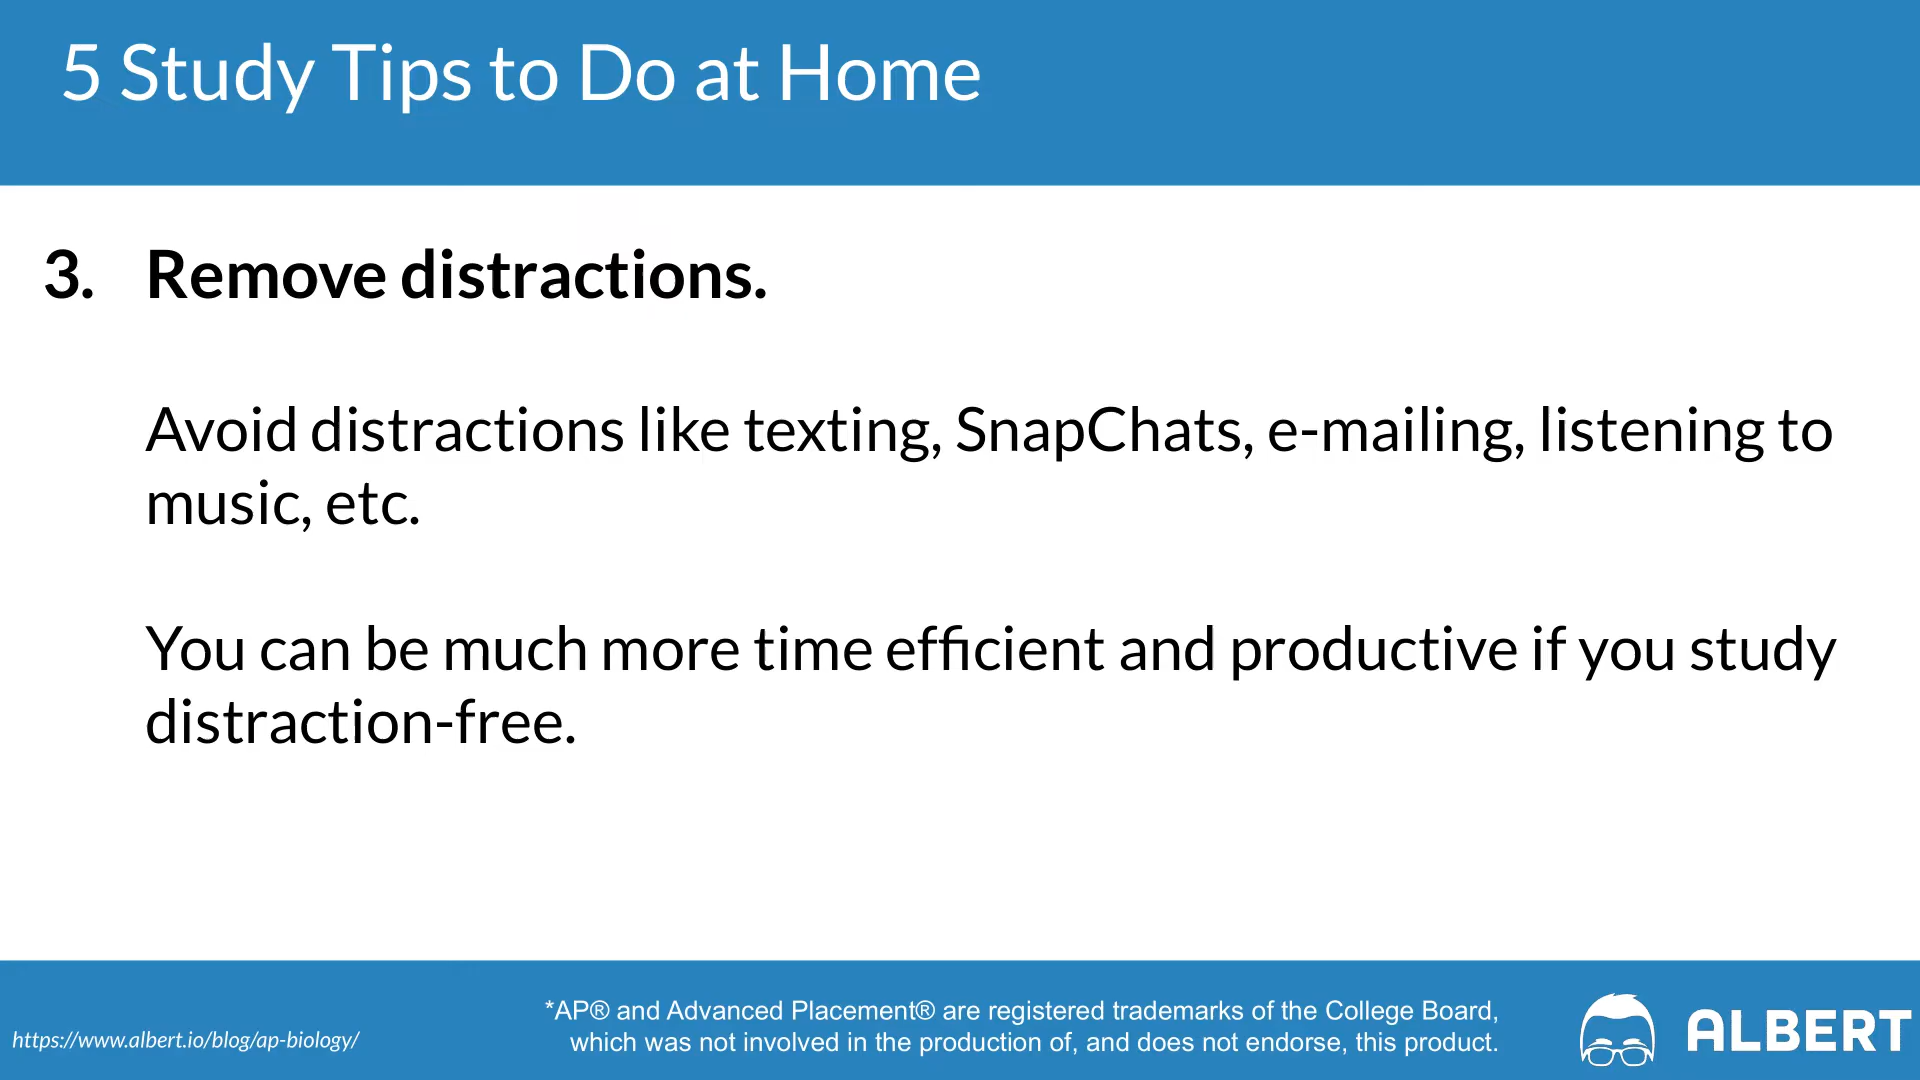 5 Study Tips to Do at Home
3. Remove distractions.
Avoid distractions like texting, SnapChats, e-mailing, listening to
music, etc.
You can be much more time efficient and productive if you study
distraction-free.
*AP® and Advanced Placement® are registered trademarks of the College Board,
which was not involved in the production of, and does not endorse, this product.
https://www.albert.io/blog/ap-biology/
ALBERT